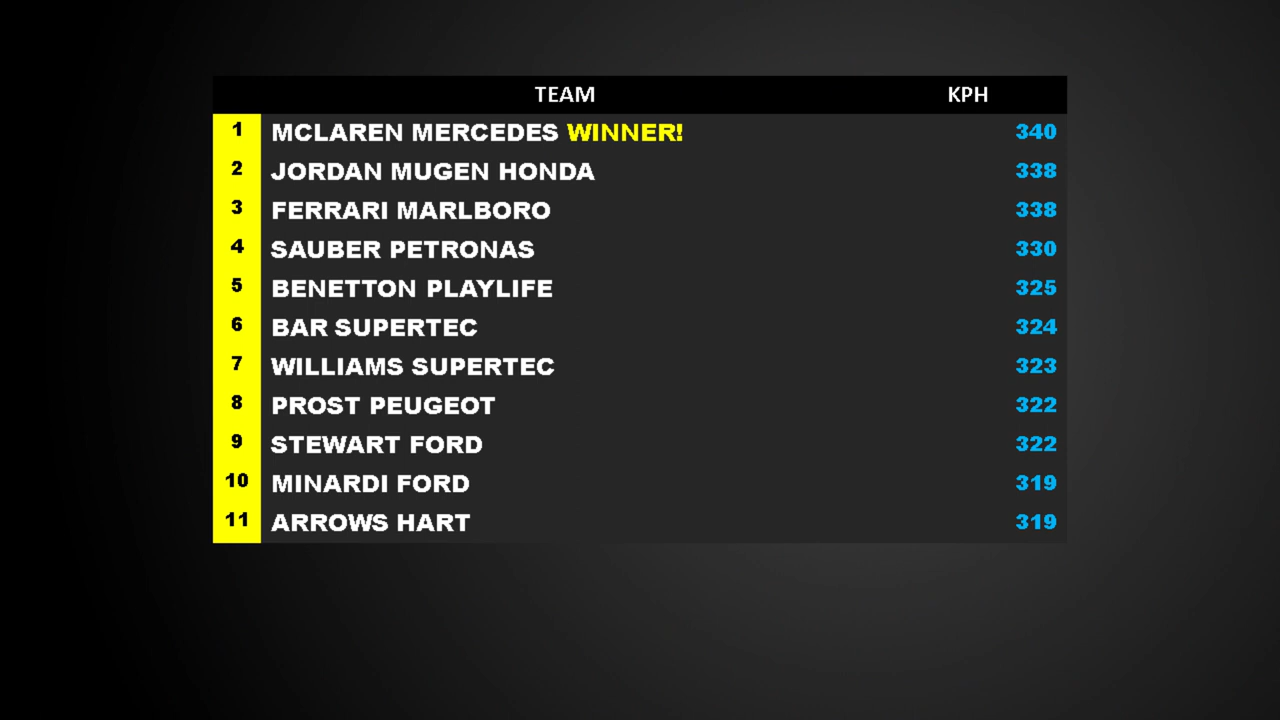 TEAM KPH
1 MCLAREN MERCEDES WINNER! 340
2 JORDAN MUGEN HONDA 338
3 FERRARI MARLBORO 338
4 SAUBER PETRONAS 330
5 BENETTON PLAYLIFE 325
6 BAR SUPERTEC 324
7 WILLIAMS SUPERTEC 323
8 PROST PEUGEOT 322
9 STEWART FORD 322
10 MINARDI FORD 319
11 ARROWS HART 319